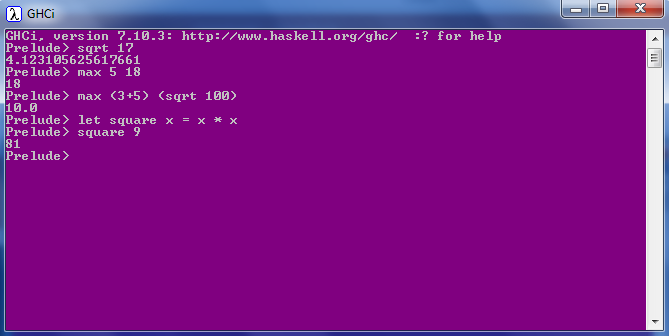 GHCi
GHCi, version 7.10.3: http://www.haskell.org/ghc/  :? for help
Prelude> sqrt 17
4.123105625617661
Prelude> max 5 18
18
Prelude> max (3+5) (sqrt 100)
10.0
Prelude> let square x = x * x
Prelude> square 9
81
Prelude>